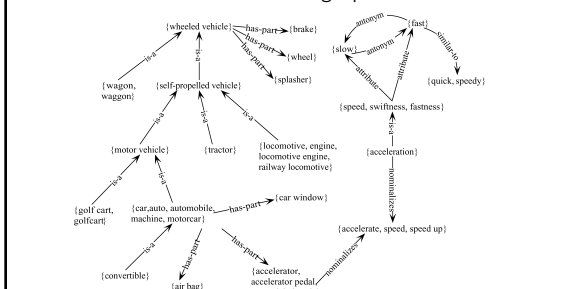 {wheeled vehicle}
has-part
{brake}
has-part
{wheel}
has-part
{splasher}
is-a
is-a
{wagon,
waggon}
{self-propelled vehicle}
is-a
is-a
is-a
{motor vehicle}
{tractor}
{locomotive, engine,
locomotive engine,
railway locomotive}
is-a
is-a
{golf cart,
golfcart}
{car,auto, automobile,
machine, motorcar}
has-part
{car window}
is-a
has-part
has-part
{convertible}
{air bag}
{accelerator,
accelerator pedal,
nominalizes
antonym
{fast}
{slow}
antonym
similar-to
{quick, speedy}
attribute
attribute
{speed, swiftness, fastness}
is-a
{acceleration}
nominalizes
{accelerate, speed, speed up}